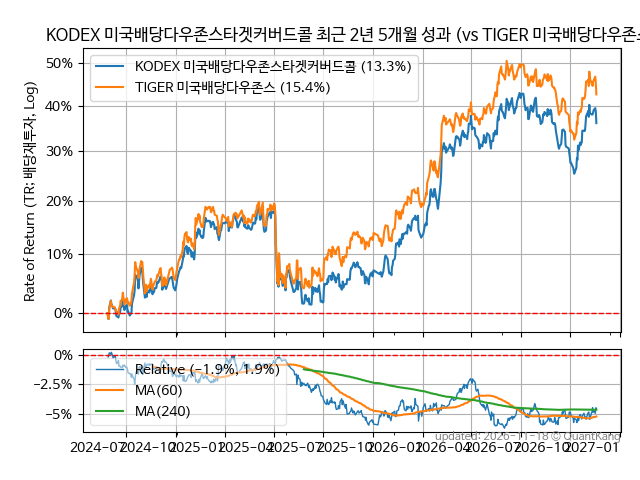 KODEX 미국배당다우존스타겟커버드콜 최근 2년 5개월 성과 (vs TIGER 미국배당다우존스
Rate of Return (TR: 배당재투자, Log)
50%
40%
30%
20%
10%
0%
KODEX 미국배당다우존스타겟커버드콜 (13.3%)
TIGER 미국배당다우존스 (15.4%)
0%
−2.5%
−5%
Relative (−1.9%, 1.9%)
MA(60)
MA(240)
2024-07 2024-10 2025-01 2025-04 2025-07 2025-10 2026-01 2026-04 2026-07 2026-10 2027-01
updated: 2026-11-18 © QuantKang